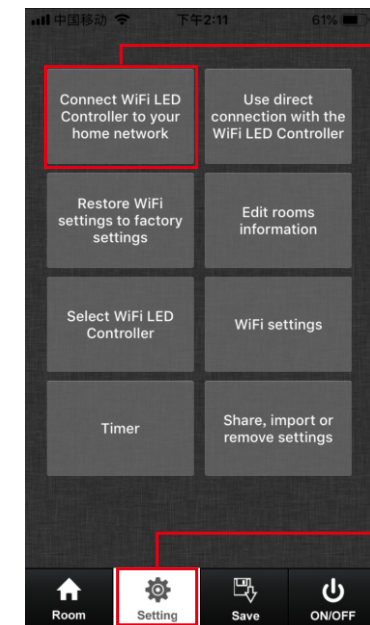 中国移动 下午2:11 61%
Connect WiFi LED
Controller to your
home network
Use direct
connection with the
WiFi LED Controller
Restore WiFi
settings to factory
settings
Edit rooms
information
Select WiFi LED
Controller
WiFi settings
Timer
Share, import or
remove settings
Room Setting Save ON/OFF